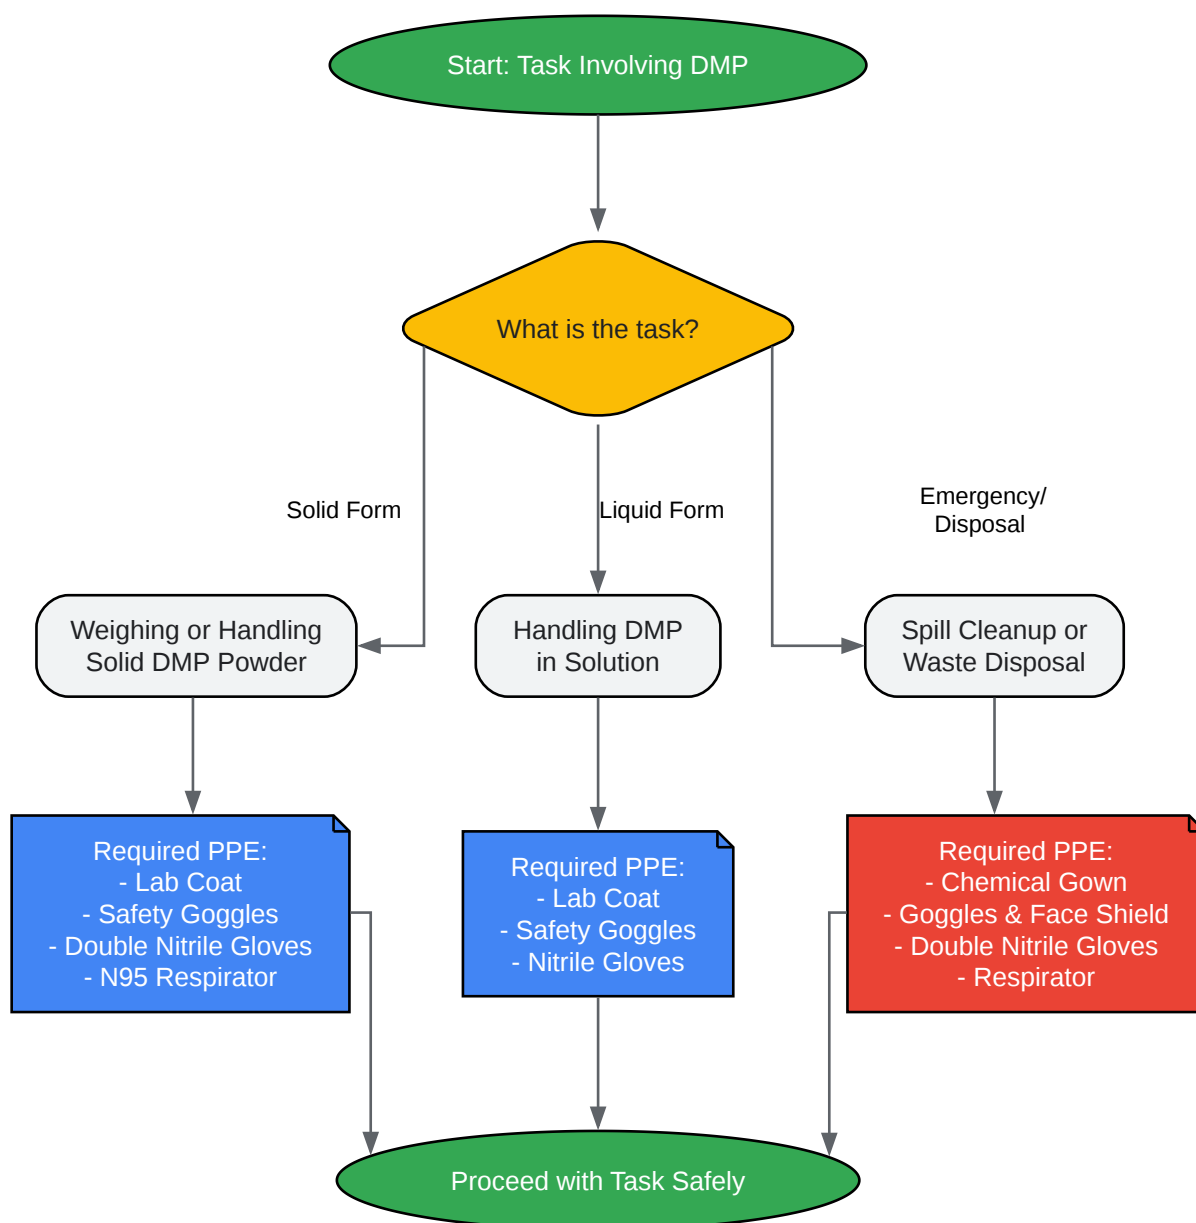 Start: Task Involving DMP
What is the task?
Solid Form
Liquid Form
Emergency/
Disposal
Weighing or Handling
Solid DMP Powder
Handling DMP
in Solution
Spill Cleanup or
Waste Disposal
Required PPE:
- Lab Coat
- Safety Goggles
- Double Nitrile Gloves
- N95 Respirator
Required PPE:
- Lab Coat
- Safety Goggles
- Nitrile Gloves
Required PPE:
- Chemical Gown
- Goggles & Face Shield
- Double Nitrile Gloves
- Respirator
Proceed with Task Safely